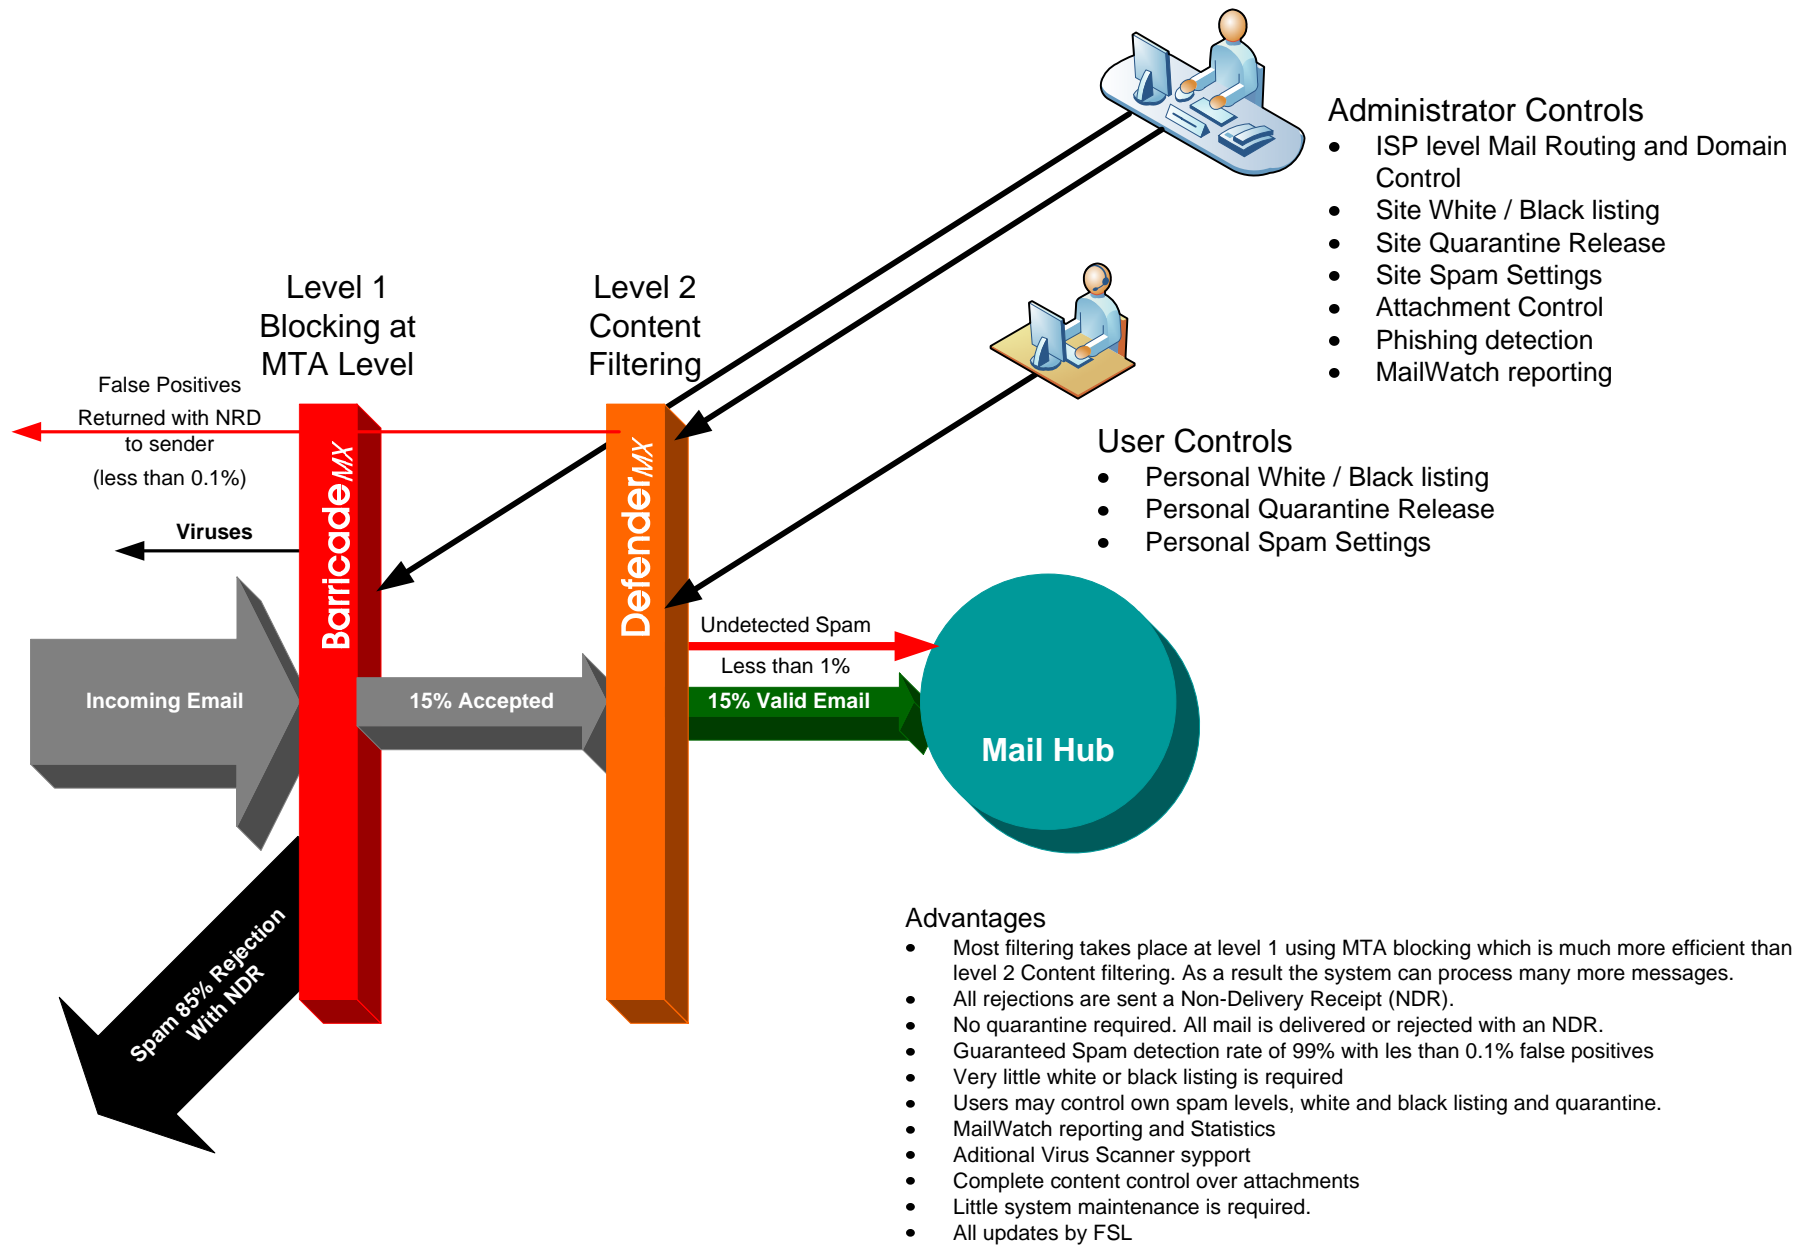 Administrator Controls
• ISP level Mail Routing and Domain
Control
• Site White / Black listing
• Site Quarantine Release
• Site Spam Settings
• Attachment Control
• Phishing detection
• MailWatch reporting
Level 1
Blocking at
MTA Level
Level 2
Content
Filtering
False Positives
Returned with NRD
to sender
(less than 0.1%)
Viruses
BarricadeMX
DefenderMX
User Controls
• Personal White / Black listing
• Personal Quarantine Release
• Personal Spam Settings
Incoming Email
15% Accepted
Undetected Spam
Less than 1%
15% Valid Email
Mail Hub
Spam 85% Rejection
With NDR
Advantages
• Most filtering takes place at level 1 using MTA blocking which is much more efficient than
level 2 Content filtering. As a result the system can process many more messages.
• All rejections are sent a Non-Delivery Receipt (NDR).
• No quarantine required. All mail is delivered or rejected with an NDR.
• Guaranteed Spam detection rate of 99% with les than 0.1% false positives
• Very little white or black listing is required
• Users may control own spam levels, white and black listing and quarantine.
• MailWatch reporting and Statistics
• Aditional Virus Scanner sypport
• Complete content control over attachments
• Little system maintenance is required.
• All updates by FSL